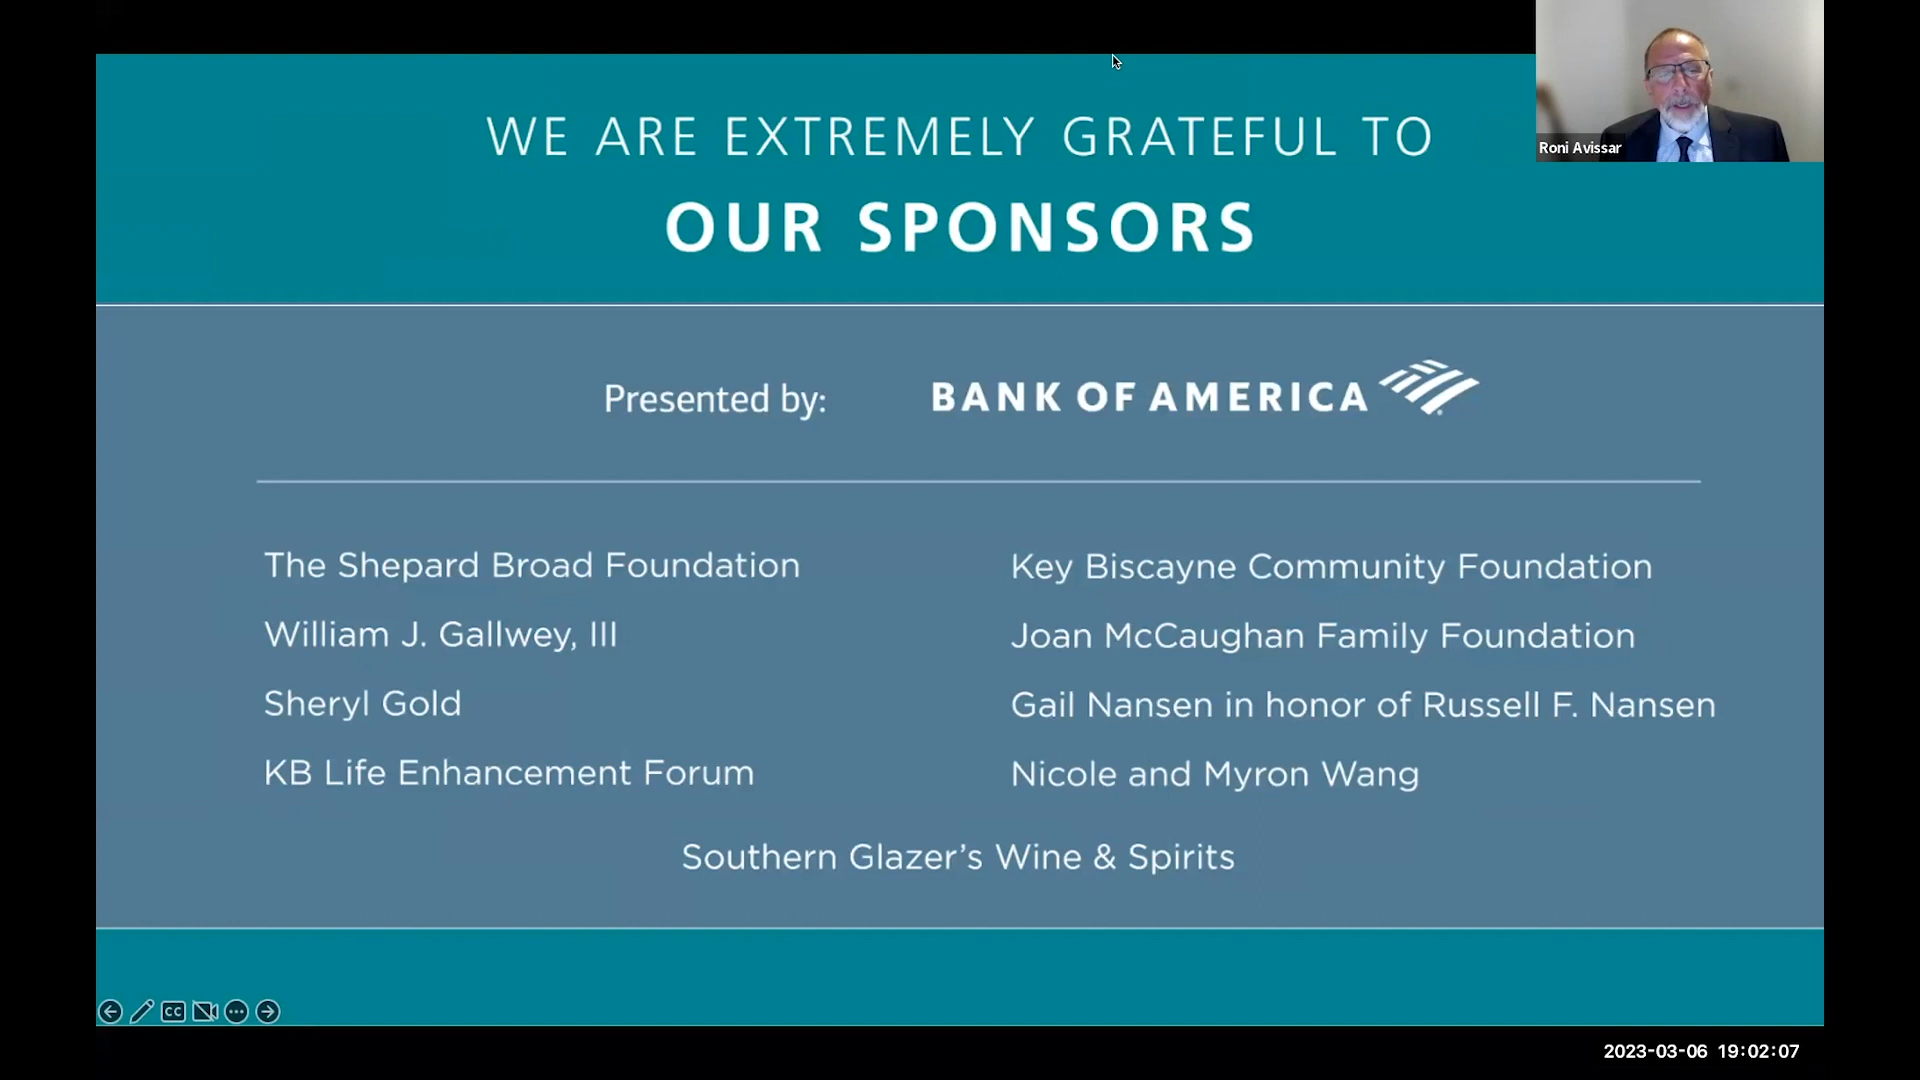 WE ARE EXTREMELY GRATEFUL TO
OUR SPONSORS
Roni Avissar
Presented by:
BANK OF AMERICA
The Shepard Broad Foundation
William J. Gallwey, III
Sheryl Gold
KB Life Enhancement Forum
Key Biscayne Community Foundation
Joan McCaughan Family Foundation
Gail Nansen in honor of Russell F. Nansen
Nicole and Myron Wang
Southern Glazer’s Wine & Spirits
CC
2023-03-06 19:02:07